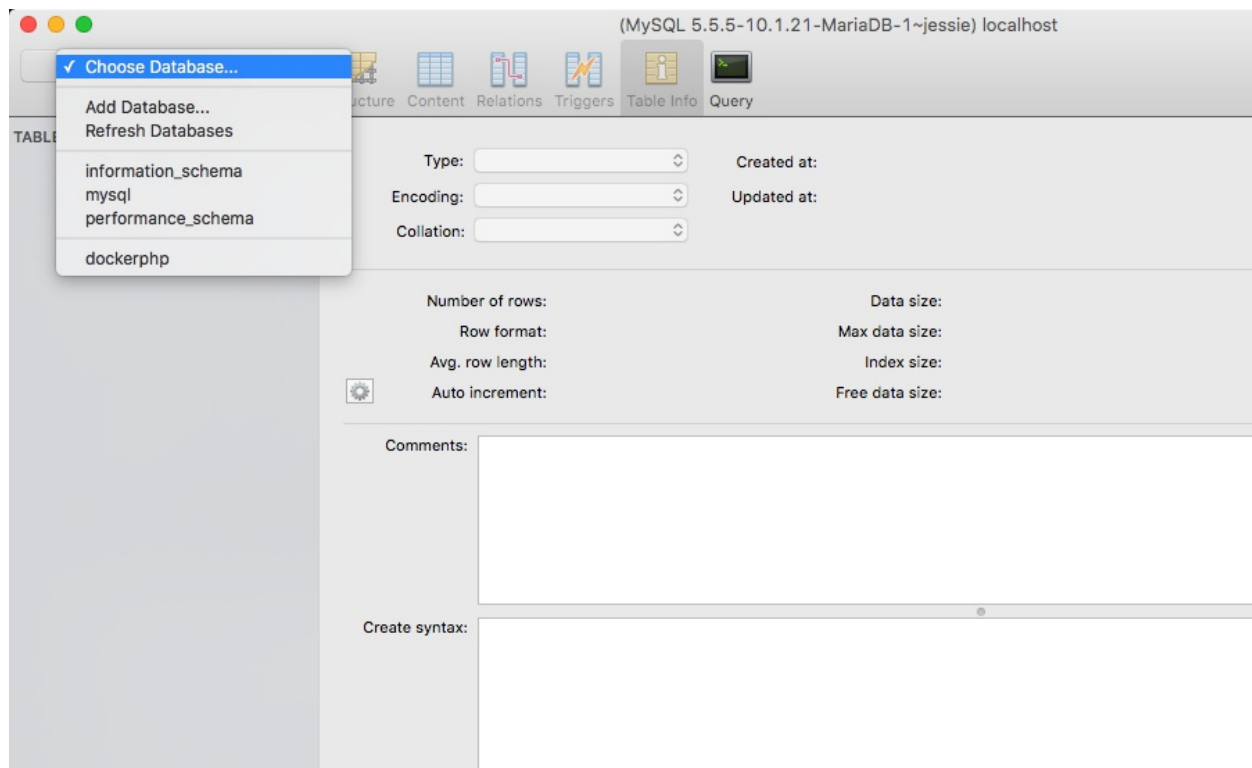 (MySQL 5.5.5-10.1.21-MariaDB-1~jessie) localhost
✓ Choose Database...
Add Database...
Refresh Databases
information_schema
mysql
performance_schema
dockerphp
Content Relations Triggers Table Info Query
Type: Created at:
Encoding: Updated at:
Collation:
Number of rows: Data size:
Row format: Max data size:
Avg. row length: Index size:
Auto increment: Free data size:
Comments:
Create syntax: